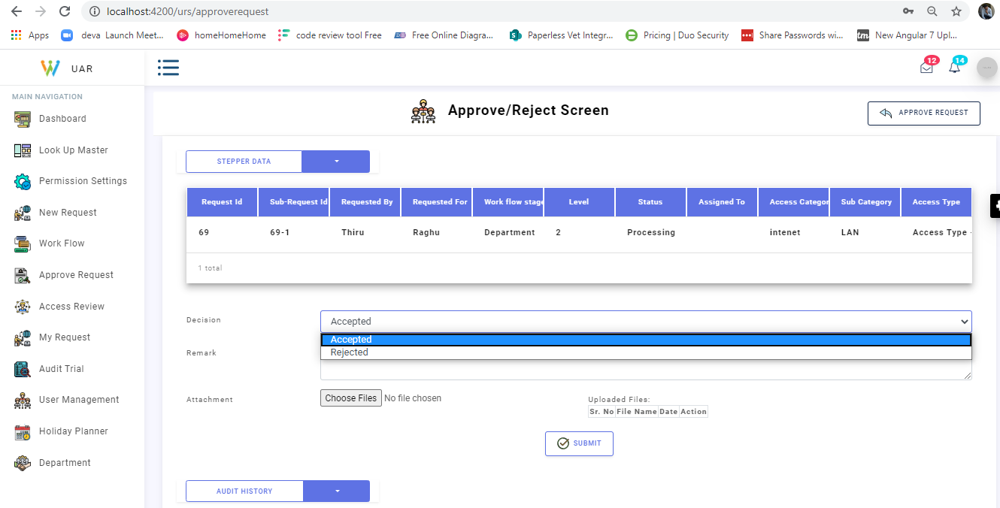 localhost:4200/urs/approverequest
Apps deva Launch Meet... homeHomeHome code review tool Free Free Online Diagra... Paperless Vet Integr... Pricing | Duo Security Share Passwords wi... tm New Angular 7 Upl...
UAR
12 14
MAIN NAVIGATION
Dashboard
Look Up Master
Permission Settings
New Request
Work Flow
Approve Request
Access Review
My Request
Audit Trial
User Management
Holiday Planner
Department
Approve/Reject Screen
APPROVE REQUEST
STEPPER DATA
Request Id Sub-Request Id Requested By Requested For Work flow stage Level Status Assigned To Access Categor Sub Category Access Type
69 69-1 Thiru Raghu Department 2 Processing intenet LAN Access Type -
1 total
Decision Accepted
Accepted
Rejected
Remark
Attachment Choose Files No file chosen Uploaded Files:
Sr. No File Name Date Action
SUBMIT
AUDIT HISTORY